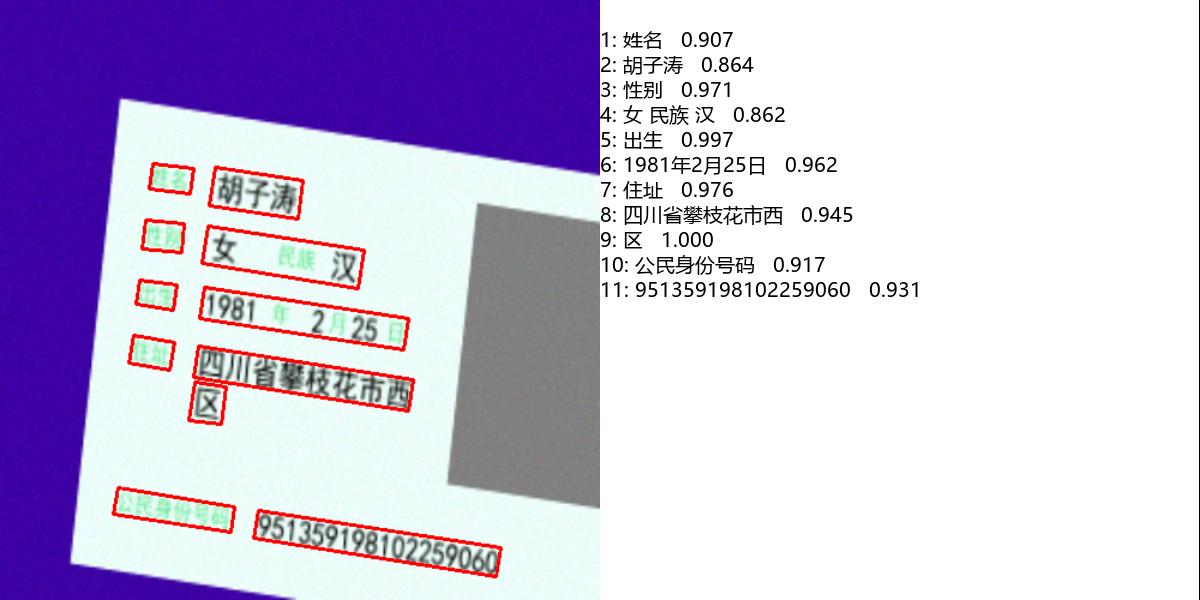 姓名 胡子涛
性别 女 民族 汉
出生 1981 年 2 月 25 日
住址 四川省攀枝花市西
区
公民身份号码 951359198102259060
1: 姓名 0.907
2: 胡子涛 0.864
3: 性别 0.971
4: 女 民族 汉 0.862
5: 出生 0.997
6: 1981年2月25日 0.962
7: 住址 0.976
8: 四川省攀枝花市西 0.945
9: 区 1.000
10: 公民身份号码 0.917
11: 951359198102259060 0.931